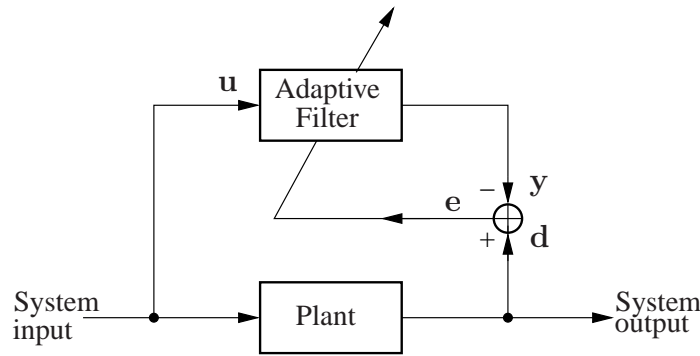 u
Adaptive
Filter
− y
e
+ d
System
input
Plant
System
output